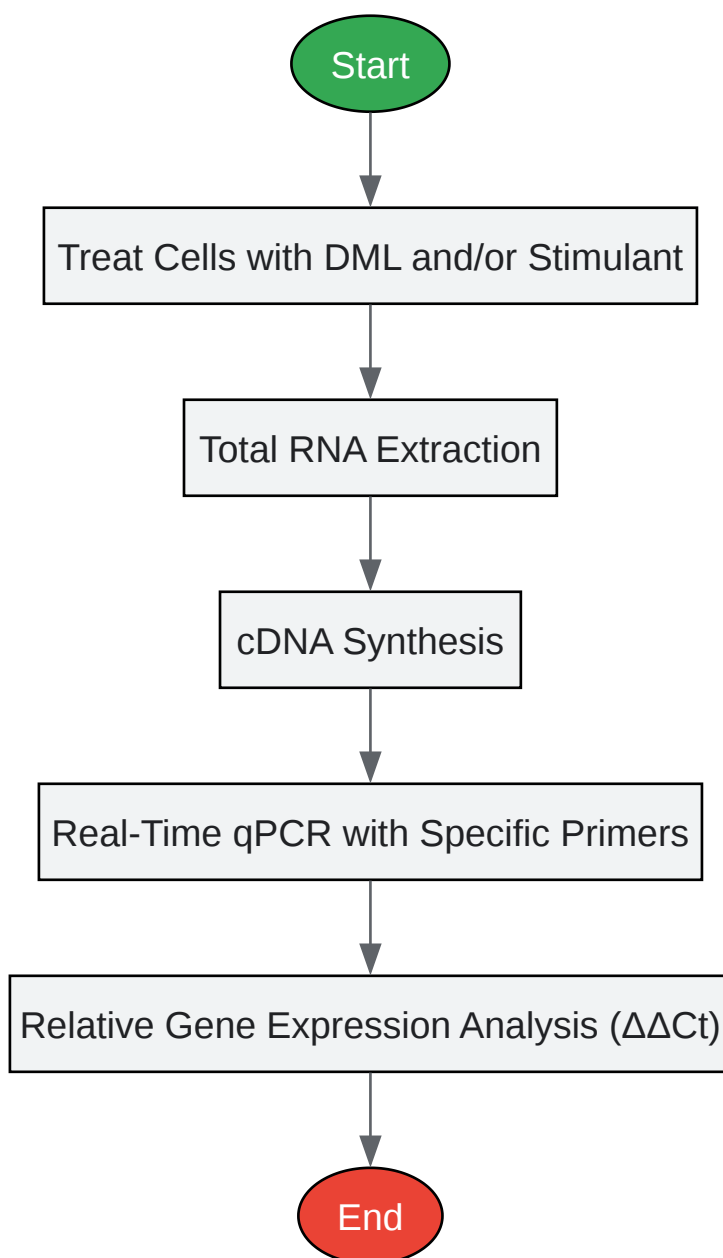 Start
Treat Cells with DML and/or Stimulant
Total RNA Extraction
cDNA Synthesis
Real-Time qPCR with Specific Primers
Relative Gene Expression Analysis (ΔΔCt)
End